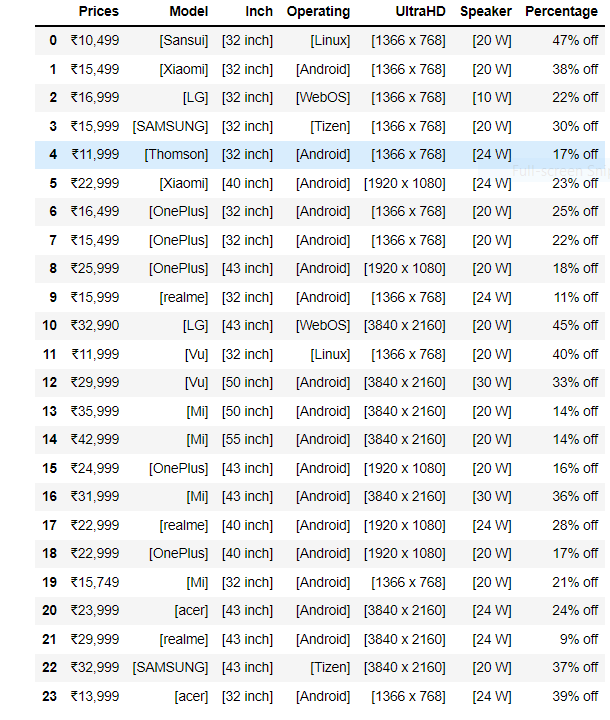 Prices Model Inch Operating UltraHD Speaker Percentage
0 ₹10,499 [Sansui] [32 inch] [Linux] [1366 x 768] [20 W] 47% off
1 ₹15,499 [Xiaomi] [32 inch] [Android] [1366 x 768] [20 W] 38% off
2 ₹16,999 [LG] [32 inch] [WebOS] [1366 x 768] [10 W] 22% off
3 ₹15,999 [SAMSUNG] [32 inch] [Tizen] [1366 x 768] [20 W] 30% off
4 ₹11,999 [Thomson] [32 inch] [Android] [1366 x 768] [24 W] 17% off
Full-screen Snip
5 ₹22,999 [Xiaomi] [40 inch] [Android] [1920 x 1080] [24 W] 23% off
6 ₹16,499 [OnePlus] [32 inch] [Android] [1366 x 768] [20 W] 25% off
7 ₹15,499 [OnePlus] [32 inch] [Android] [1366 x 768] [20 W] 22% off
8 ₹25,999 [OnePlus] [43 inch] [Android] [1920 x 1080] [20 W] 18% off
9 ₹15,999 [realme] [32 inch] [Android] [1366 x 768] [24 W] 11% off
10 ₹32,990 [LG] [43 inch] [WebOS] [3840 x 2160] [20 W] 45% off
11 ₹11,999 [Vu] [32 inch] [Linux] [1366 x 768] [20 W] 40% off
12 ₹29,999 [Vu] [50 inch] [Android] [3840 x 2160] [30 W] 33% off
13 ₹35,999 [Mi] [50 inch] [Android] [3840 x 2160] [20 W] 14% off
14 ₹42,999 [Mi] [55 inch] [Android] [3840 x 2160] [20 W] 14% off
15 ₹24,999 [OnePlus] [43 inch] [Android] [1920 x 1080] [20 W] 16% off
16 ₹31,999 [Mi] [43 inch] [Android] [3840 x 2160] [30 W] 36% off
17 ₹22,999 [realme] [40 inch] [Android] [1920 x 1080] [24 W] 28% off
18 ₹22,999 [OnePlus] [40 inch] [Android] [1920 x 1080] [20 W] 17% off
19 ₹15,749 [Mi] [32 inch] [Android] [1366 x 768] [20 W] 21% off
20 ₹23,999 [acer] [43 inch] [Android] [3840 x 2160] [24 W] 24% off
21 ₹29,999 [realme] [43 inch] [Android] [3840 x 2160] [24 W] 9% off
22 ₹32,999 [SAMSUNG] [43 inch] [Tizen] [3840 x 2160] [20 W] 37% off
23 ₹13,999 [acer] [32 inch] [Android] [1366 x 768] [24 W] 39% off